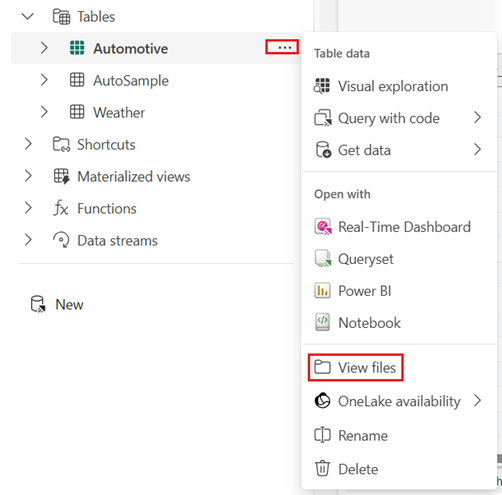 Tables
Automotive
AutoSample
Weather
Shortcuts
Materialized views
Functions
Data streams
New
Table data
Visual exploration
Query with code
Get data
Open with
Real-Time Dashboard
Queryset
Power BI
Notebook
View files
OneLake availability
Rename
Delete